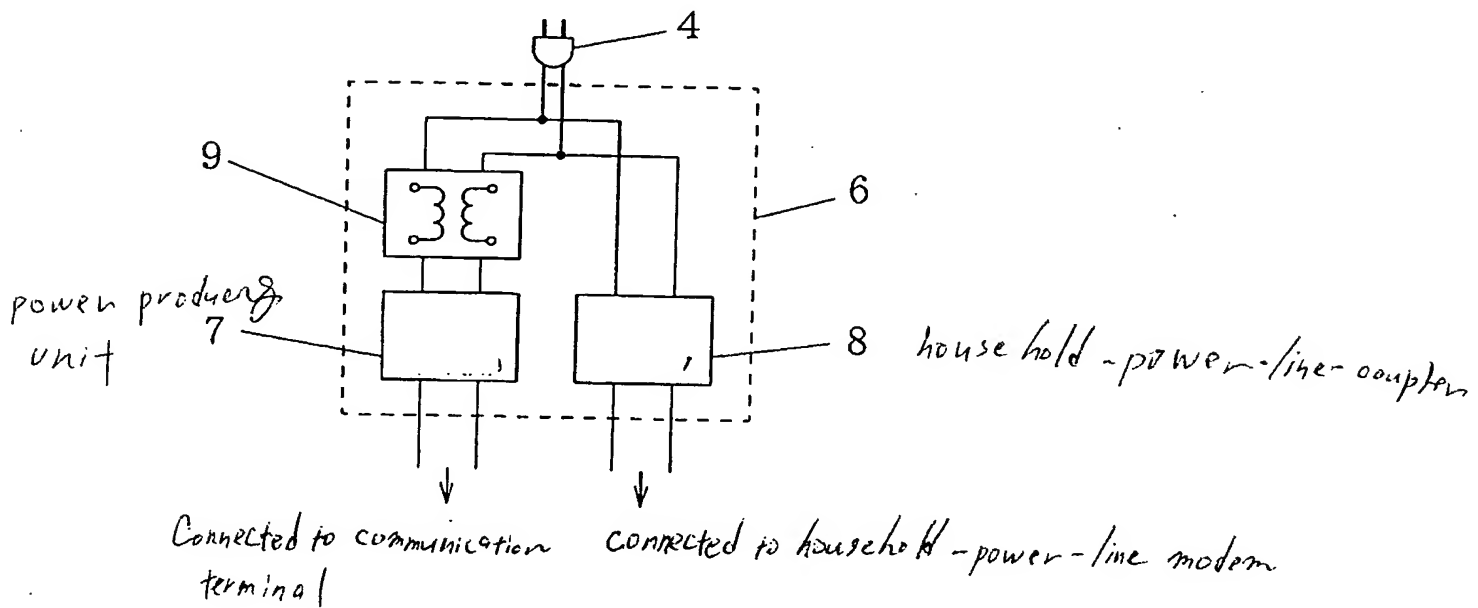 4
9
6
power producing
7
unit
8 household-power-line-coupler
Connected to communication
terminal
connected to household-power-line modem